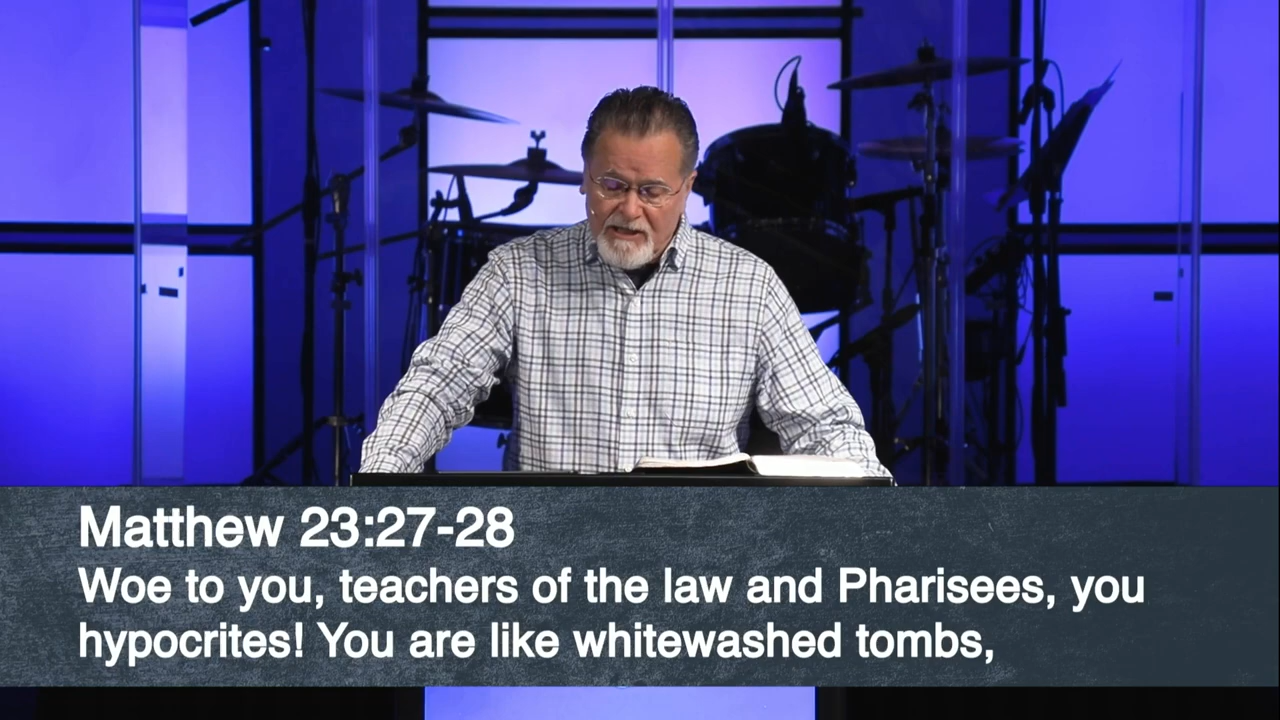 Matthew 23:27-28
Woe to you, teachers of the law and Pharisees, you
hypocrites! You are like whitewashed tombs,